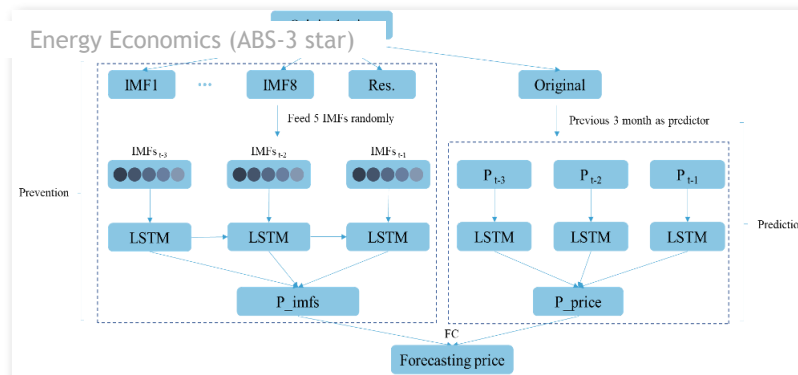 Energy Economics (ABS-3 star)
IMF1
...
IMF8
Res.
Original
Feed 5 IMFs randomly
Previous 3 month as predictor
IMFs t-3
IMFs t-2
IMFs t-1
P t-3
P t-2
P t-1
Prevention
Predictio
LSTM
LSTM
LSTM
LSTM
LSTM
LSTM
P_imfs
P_price
FC
Forecasting price